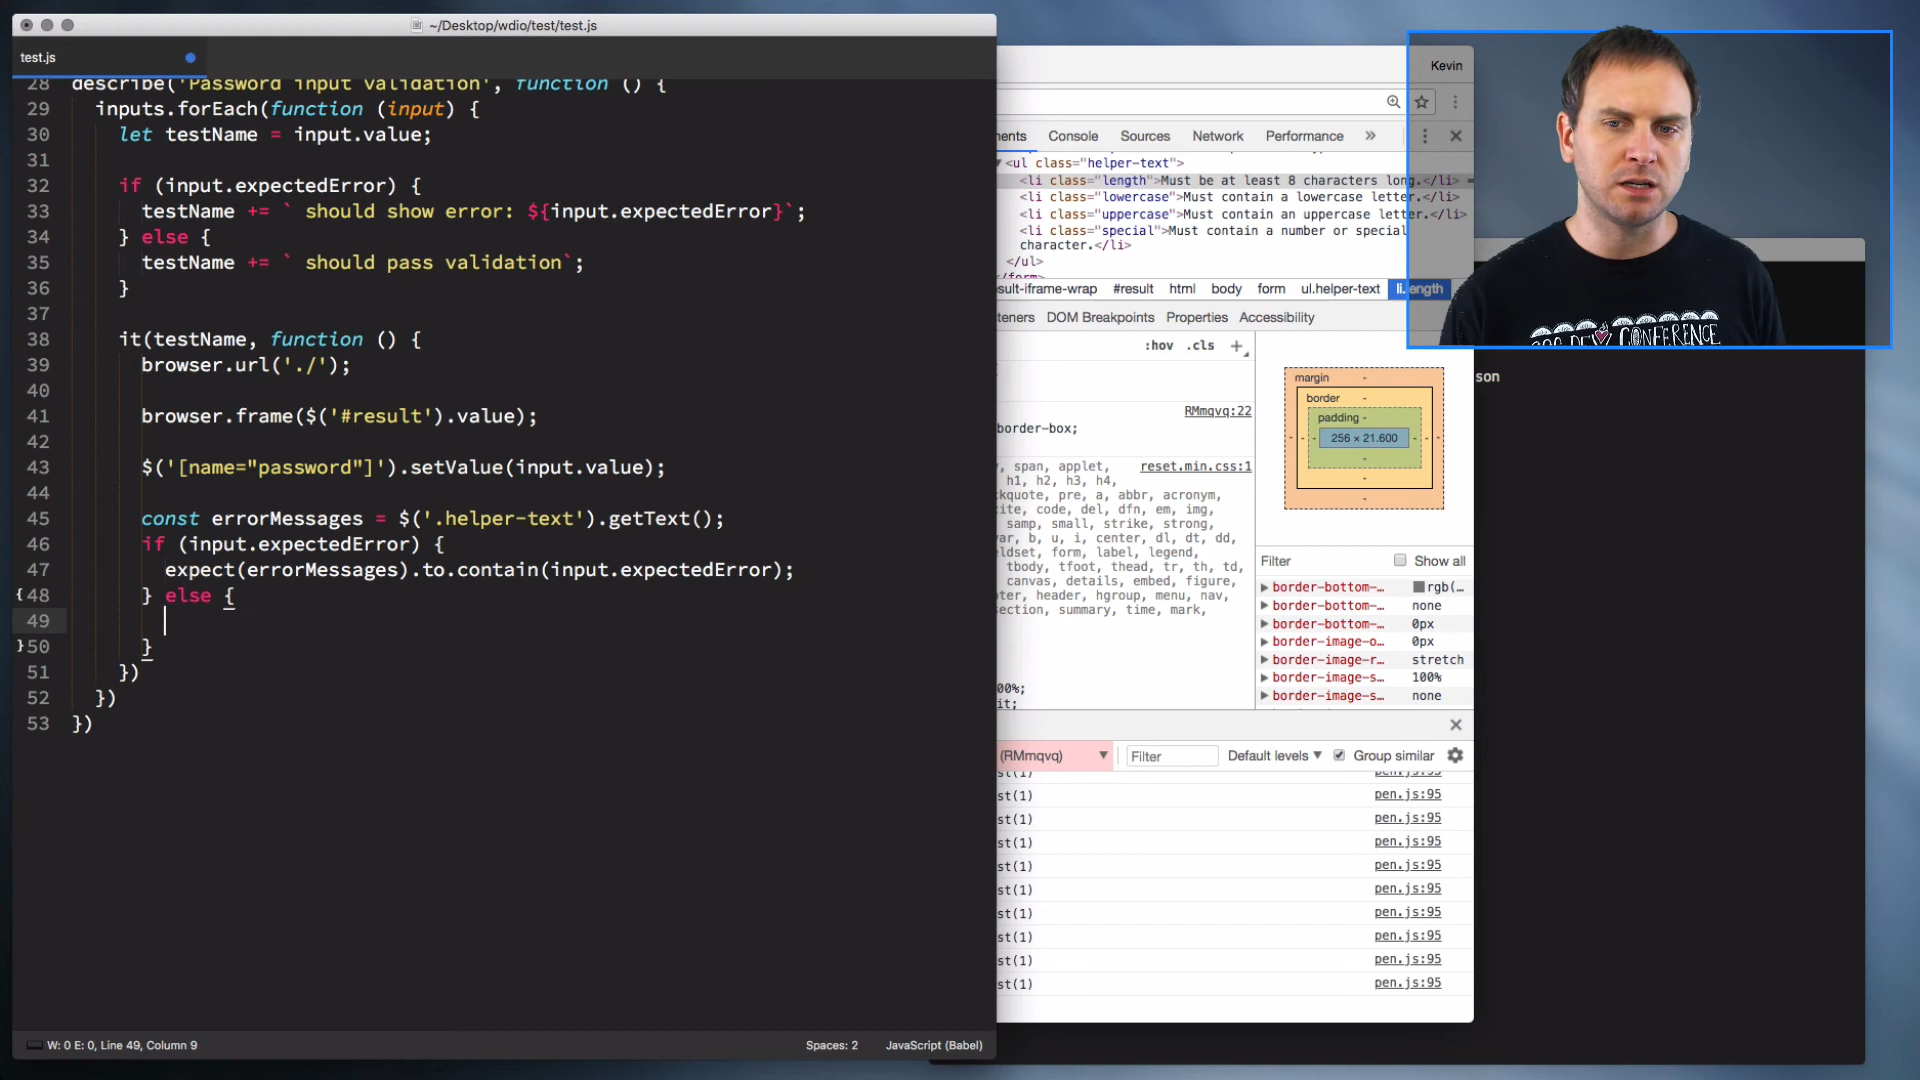 ~/Desktop/wdio/test/test.js
test.js
28 describe('Password input validation', function () {
29 inputs.forEach(function (input) {
30 let testName = input.value;
31
32 if (input.expectedError) {
33 testName += ` should show error: ${input.expectedError}`;
34 } else {
35 testName += ` should pass validation`;
36 }
37
38 it(testName, function () {
39 browser.url('./');
40
41 browser.frame($('#result').value);
42
43 $('[name="password"]').setValue(input.value);
44
45 const errorMessages = $('.helper-text').getText();
46 if (input.expectedError) {
47 expect(errorMessages).to.contain(input.expectedError);
{48 } else {
49
}50 }
51 })
52 })
53 })
W: 0 E: 0, Line 49, Column 9
Spaces: 2
JavaScript (Babel)
Kevin
ments Console Sources Network Performance »
<ul class="helper-text">
<li class="length">Must be at least 8 characters long.</li>
<li class="lowercase">Must contain a lowercase letter.</li>
<li class="uppercase">Must contain an uppercase letter.</li>
<li class="special">Must contain a number or special
character.</li>
</ul>
</form>
sult-iframe-wrap #result html body form ul.helper-text li.length
teners DOM Breakpoints Properties Accessibility
:hov .cls +
RMmqvq:22
border-box;
, span, applet, reset.min.css:1
h1, h2, h3, h4,
ckquote, pre, a, abbr, acronym,
cite, code, del, dfn, em, img,
samp, small, strike, strong,
var, b, u, i, center, dl, dt, dd,
eldset, form, label, legend,
tbody, tfoot, thead, tr, th, td,
canvas, details, embed, figure,
oter, header, hgroup, menu, nav,
section, summary, time, mark,
00%;
it;
margin -
border -
padding -
256 × 21.600
Filter Show all
border-bottom-… rgb(…
border-bottom-… none
border-bottom-… 0px
border-image-o… 0px
border-image-r… stretch
border-image-s… 100%
border-image-s… none
(RMmqvq) Filter Default levels Group similar
st(1) pen.js:95
st(1) pen.js:95
st(1) pen.js:95
st(1) pen.js:95
st(1) pen.js:95
st(1) pen.js:95
st(1) pen.js:95
st(1) pen.js:95
st(1) pen.js:95
st(1) pen.js:95
son
CONFERENCE